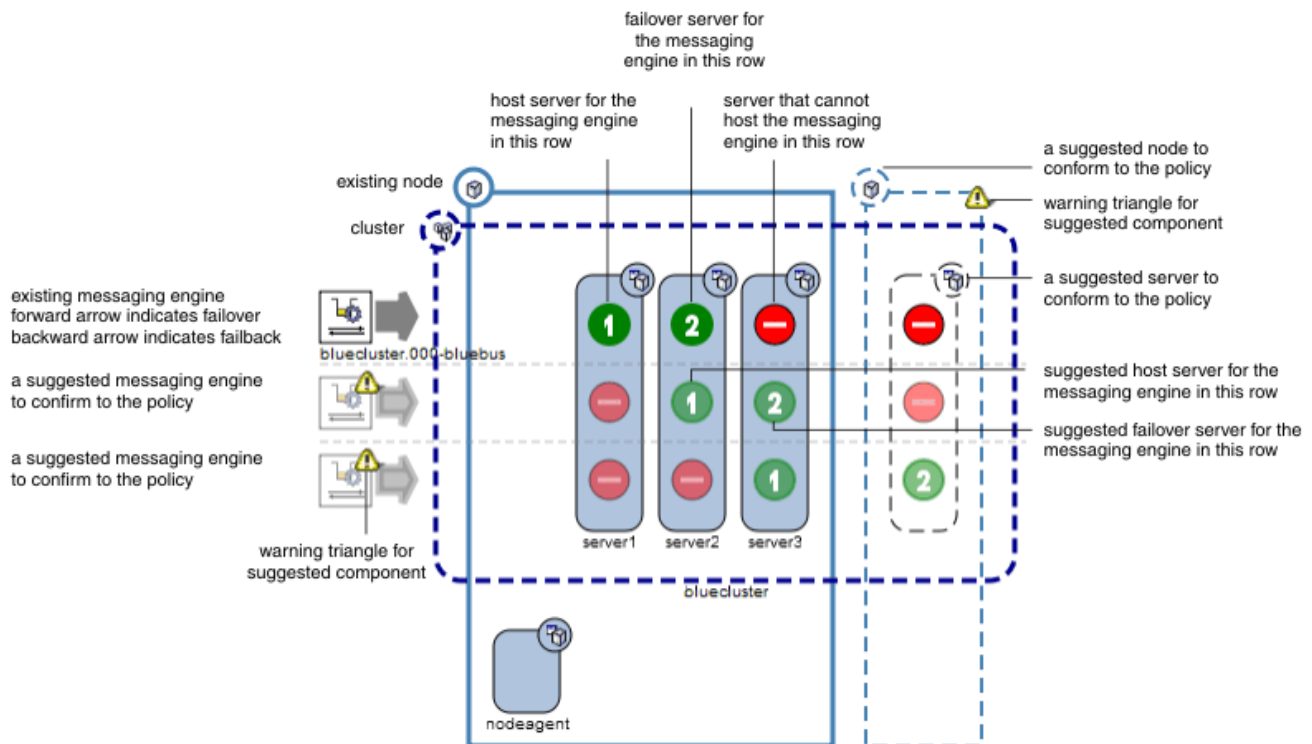 failover server for
the messaging
engine in this row
host server for the
messaging engine
in this row
server that cannot
host the messaging
engine in this row
a suggested node to
conform to the policy
existing node
warning triangle for
suggested component
cluster
a suggested server to
conform to the policy
existing messaging engine
forward arrow indicates failover
backward arrow indicates failback
1
2
bluecluster.000-bluebus
a suggested messaging engine
to confirm to the policy
1
2
suggested host server for the
messaging engine in this row
suggested failover server for the
messaging engine in this row
a suggested messaging engine
to confirm to the policy
1
2
server1
server2
server3
warning triangle for
suggested component
bluecluster
nodeagent